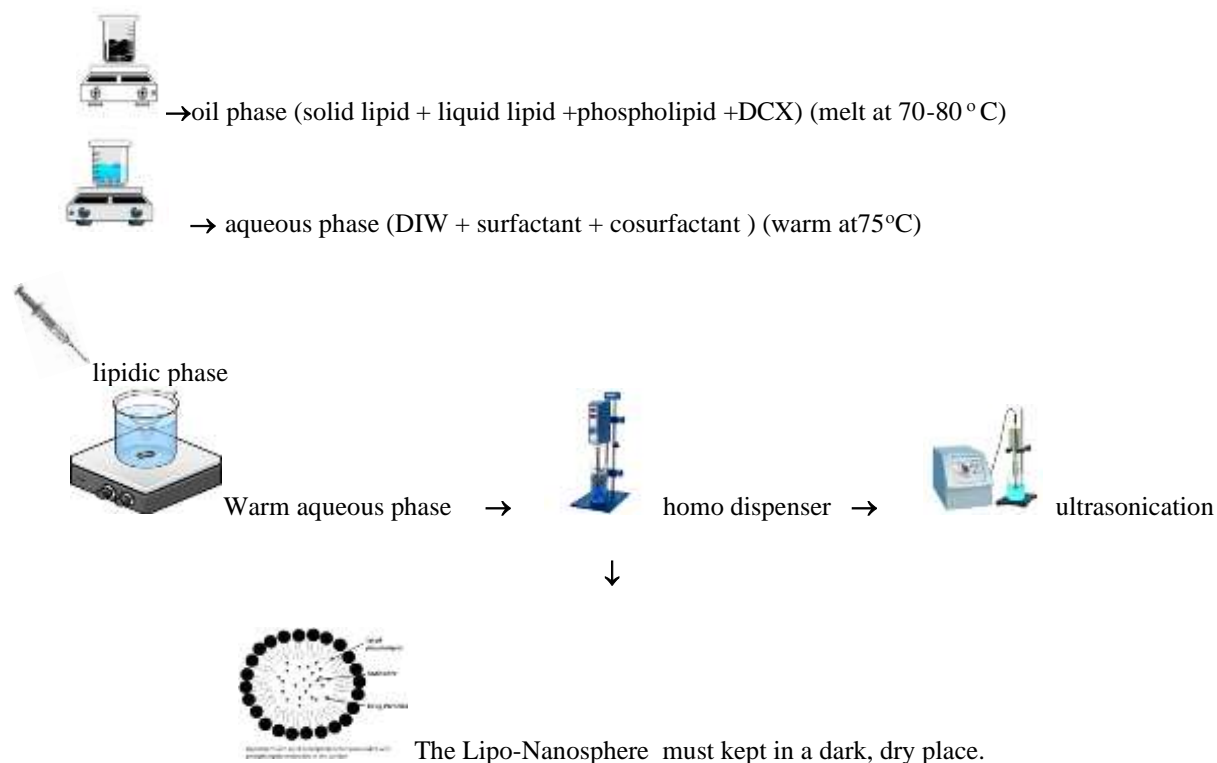 →oil phase (solid lipid + liquid lipid +phospholipid +DCX) (melt at 70-80 ° C)
→ aqueous phase (DIW + surfactant + cosurfactant ) (warm at75°C)
lipidic phase
Warm aqueous phase → homo dispenser → ultrasonication
↓
The Lipo-Nanosphere must kept in a dark, dry place.